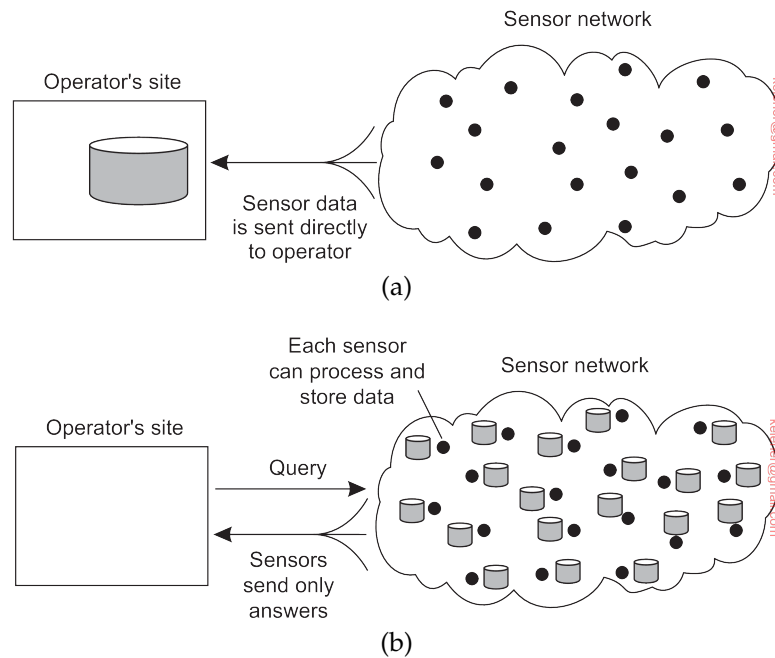 Sensor network
Operator's site
Sensor data
is sent directly
to operator
(a)
Each sensor
can process and
store data
Sensor network
Operator's site
Query
Sensors
send only
answers
(b)